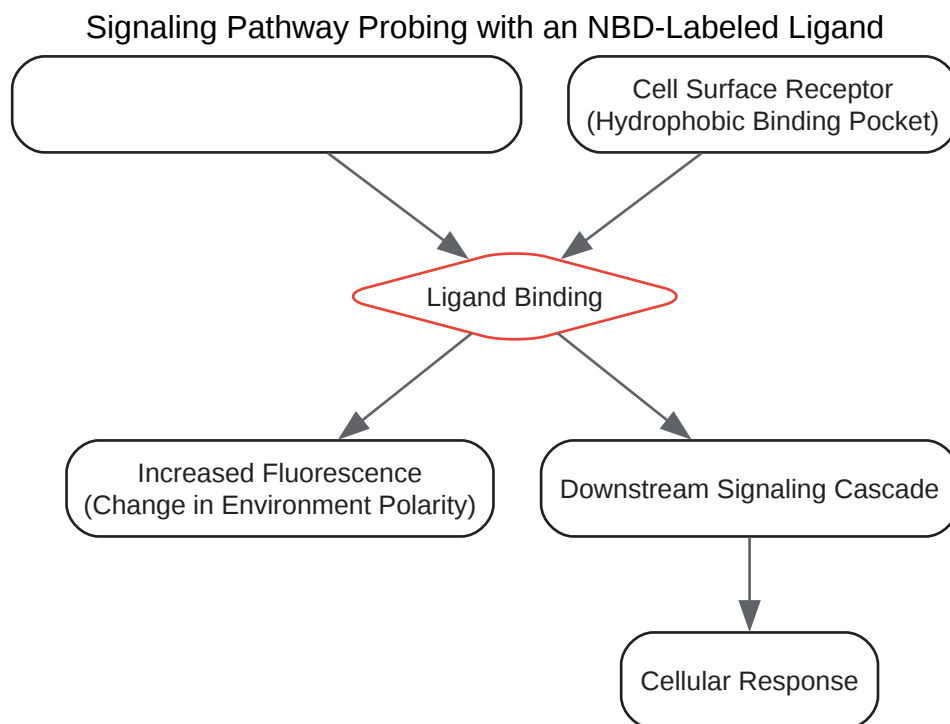 Signaling Pathway Probing with an NBD-Labeled Ligand
Cell Surface Receptor
(Hydrophobic Binding Pocket)
Ligand Binding
Increased Fluorescence
(Change in Environment Polarity)
Downstream Signaling Cascade
Cellular Response